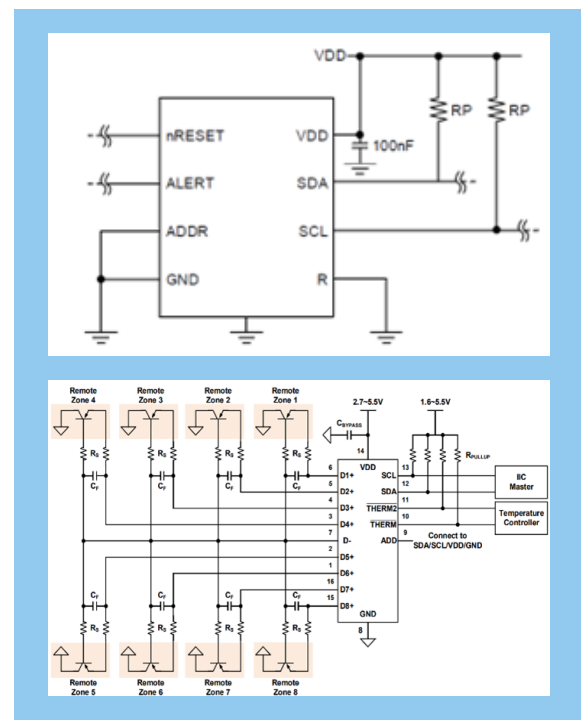 VDD
RP RP
nRESET VDD 100nF
ALERT SDA
ADDR SCL
GND R
Remote Zone 4
Remote Zone 3
Remote Zone 2
Remote Zone 1
2.7~5.5V 1.6~5.5V
CBYPASS
14
VDD
RPULLUP
RS RS RS RS
CF CF CF CF
6 D1+
5 D2+
4 D3+
3 D4+
7 D-
2 D5+
1 D6+
16 D7+
15 D8+
SCL 13
SDA 12
THERM2 11
THERM 10
ADD 9
GND
8
IIC Master
Temperature Controller
Connect to
SDA/SCL/VDD/GND
CF CF CF CF
RS RS RS RS
Remote Zone 5
Remote Zone 6
Remote Zone 7
Remote Zone 8